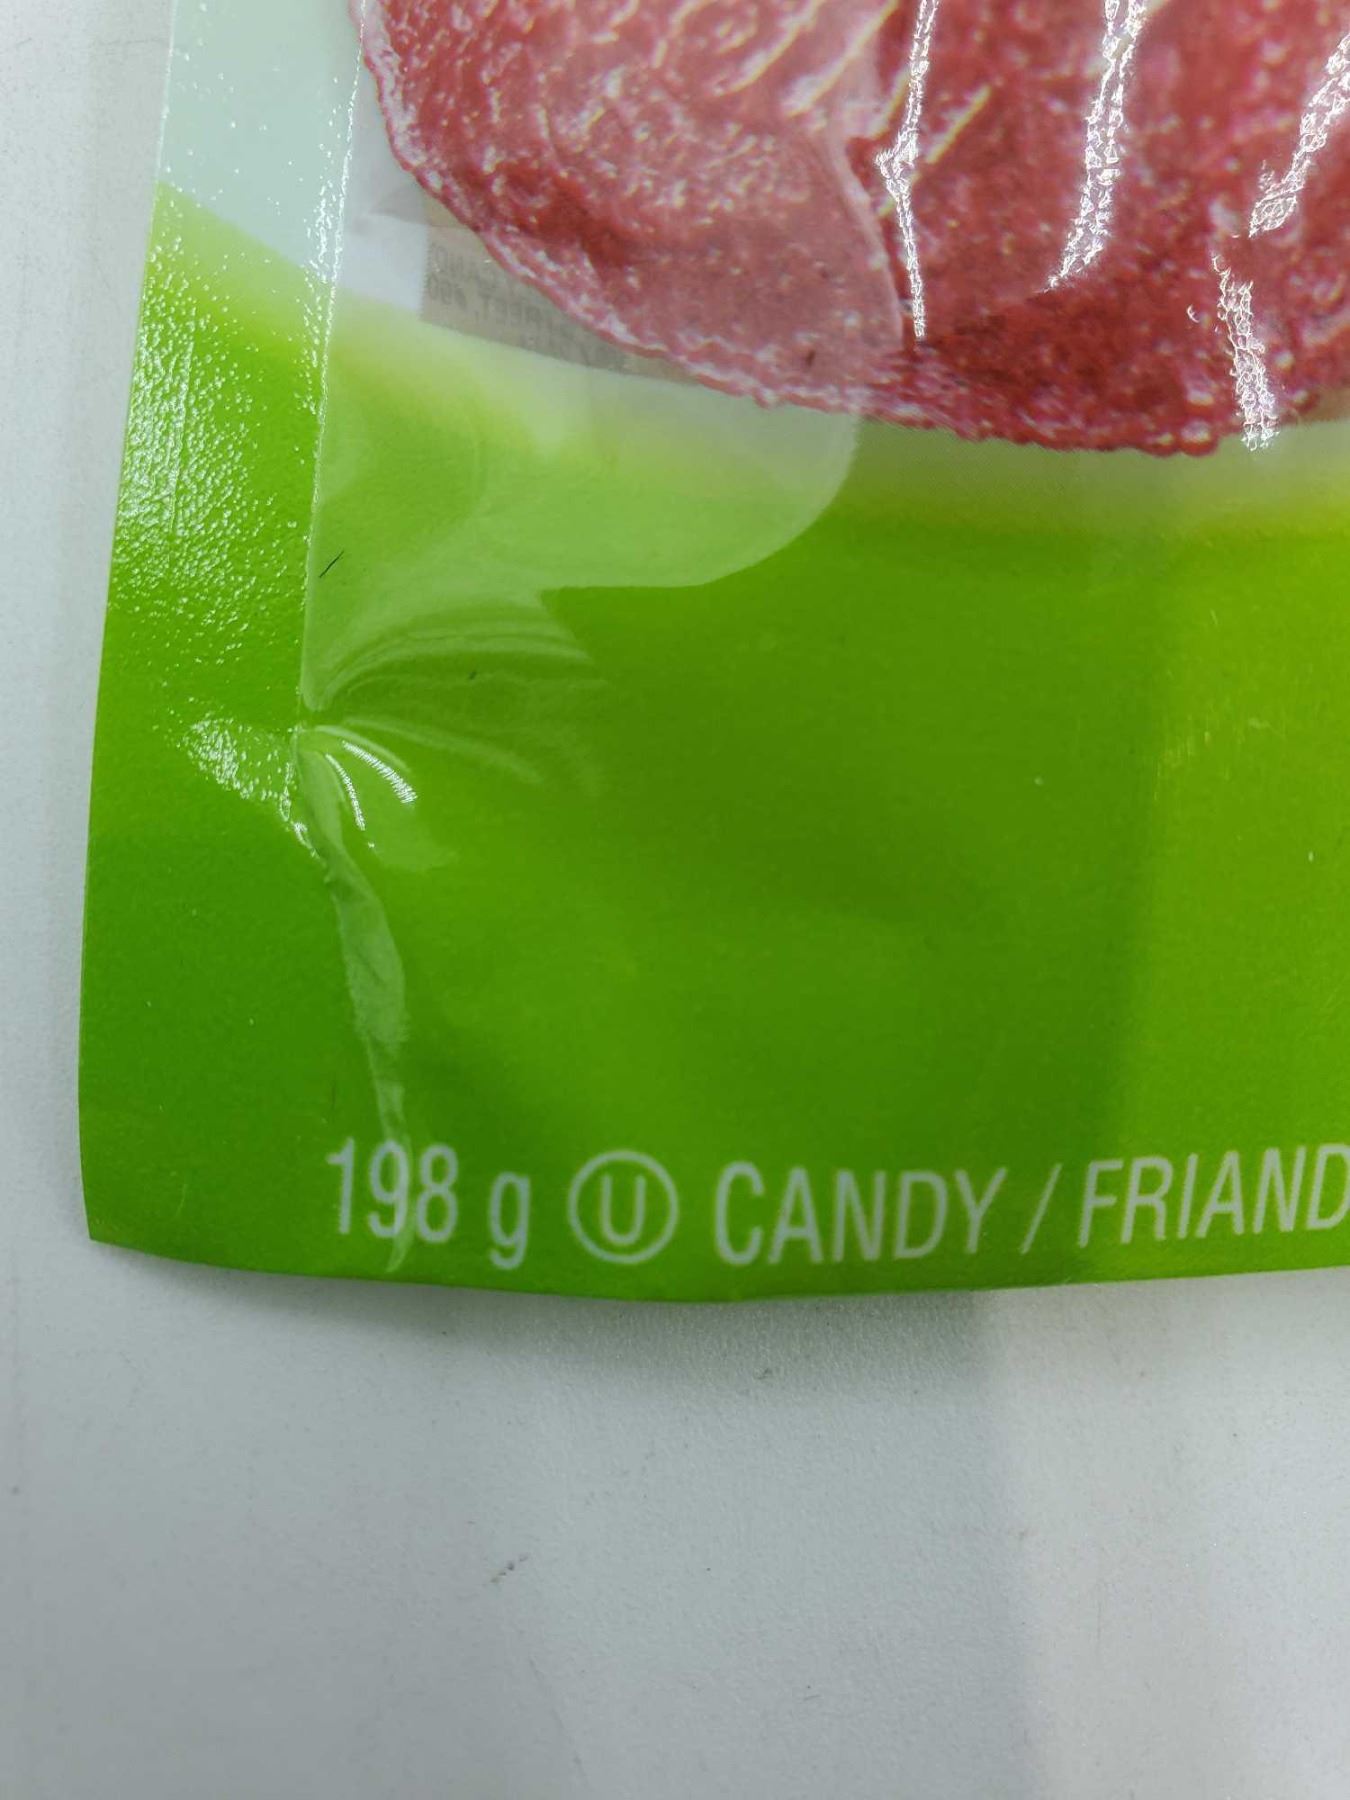 198 g Ⓤ CANDY / FRIAND